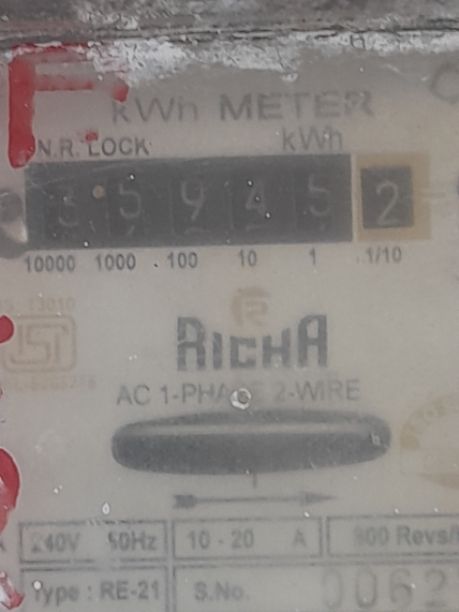 F
kWh METER
N.R. LOCK kWh
3 5 9 4 5 2
10000 1000 100 10 1 1/10
RICHA
AC 1-PHASE 2-WIRE
240V 50Hz 10 - 20 A 800 Revs/
Type : RE-21 S.No. 0062